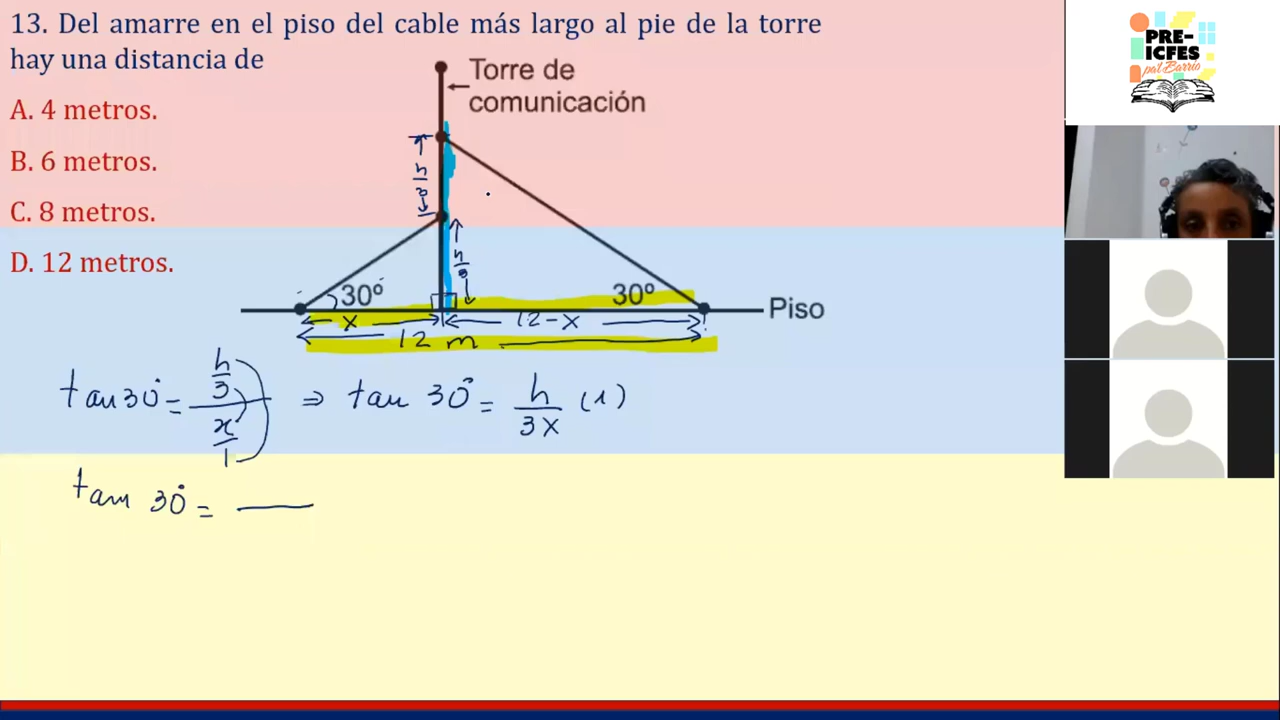 13. Del amarre en el piso del cable más largo al pie de la torre
hay una distancia de
A. 4 metros.
B. 6 metros.
C. 8 metros.
D. 12 metros.
Torre de
comunicación
h
3
h
3
30º
30º
Piso
x
12-x
12 m
tan 30° = h/3 / x/1 ⇒ tan 30° = h/3x (1)
tan 30° =
PRE-
ICFES
pal Barrio